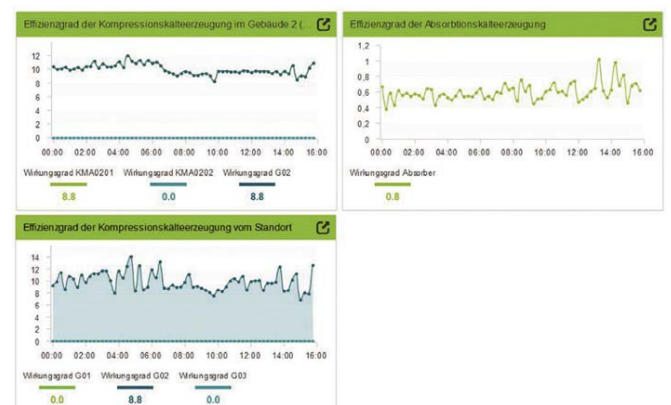 Effizienzgrad der Kompressionskälteerzeugung im Gebäude 2 (...
12
10
8
6
4
2
0
00:00 02:00 04:00 06:00 08:00 10:00 12:00 14:00 16:00
Wirkungsgrad KMA0201 Wirkungsgrad KMA0202 Wirkungsgrad G02
8.8 0.0 8.8
Effizienzgrad der Absorbtionskälteerzeugung
1,2
1
0,8
0,6
0,4
0,2
0
00:00 02:00 04:00 06:00 08:00 10:00 12:00 14:00 16:00
Wirkungsgrad Absorber
0.8
Effizienzgrad der Kompressionskälteerzeugung vom Standort
14
12
10
8
6
4
2
0
00:00 02:00 04:00 06:00 08:00 10:00 12:00 14:00 16:00
Wirkungsgrad G01 Wirkungsgrad G02 Wirkungsgrad G03
0.0 8.8 0.0